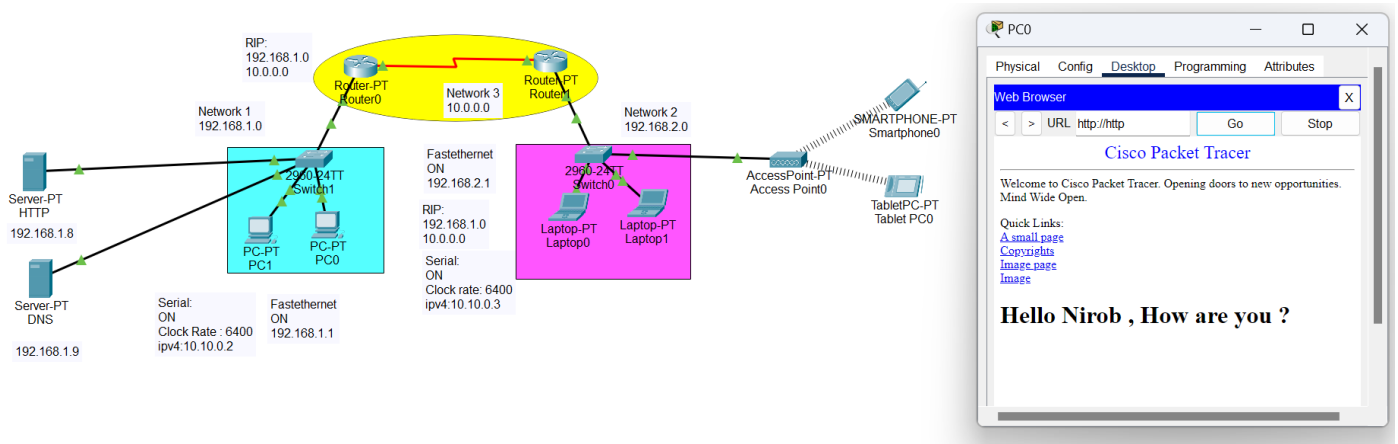 RIP:
192.168.1.0
10.0.0.0
Router-PT
Router0
Router-PT
Router1
Network 3
10.0.0.0
Network 1
192.168.1.0
Network 2
192.168.2.0
SMARTPHONE-PT
Smartphone0
2960-24TT
Switch1
2960-24TT
Switch0
AccessPoint-PT
Access Point0
TabletPC-PT
Tablet PC0
Server-PT
HTTP
192.168.1.8
PC-PT
PC1
PC-PT
PC0
Fastethernet
ON
192.168.2.1
RIP:
192.168.1.0
10.0.0.0
Serial:
ON
Clock rate: 6400
ipv4:10.10.0.3
Laptop-PT
Laptop0
Laptop-PT
Laptop1
Server-PT
DNS
192.168.1.9
Serial:
ON
Clock Rate : 6400
ipv4:10.10.0.2
Fastethernet
ON
192.168.1.1
PC0
Physical Config Desktop Programming Attributes
Web Browser X
< > URL http://http Go Stop
Cisco Packet Tracer
Welcome to Cisco Packet Tracer. Opening doors to new opportunities.
Mind Wide Open.
Quick Links:
A small page
Copyrights
Image page
Image
Hello Nirob , How are you ?